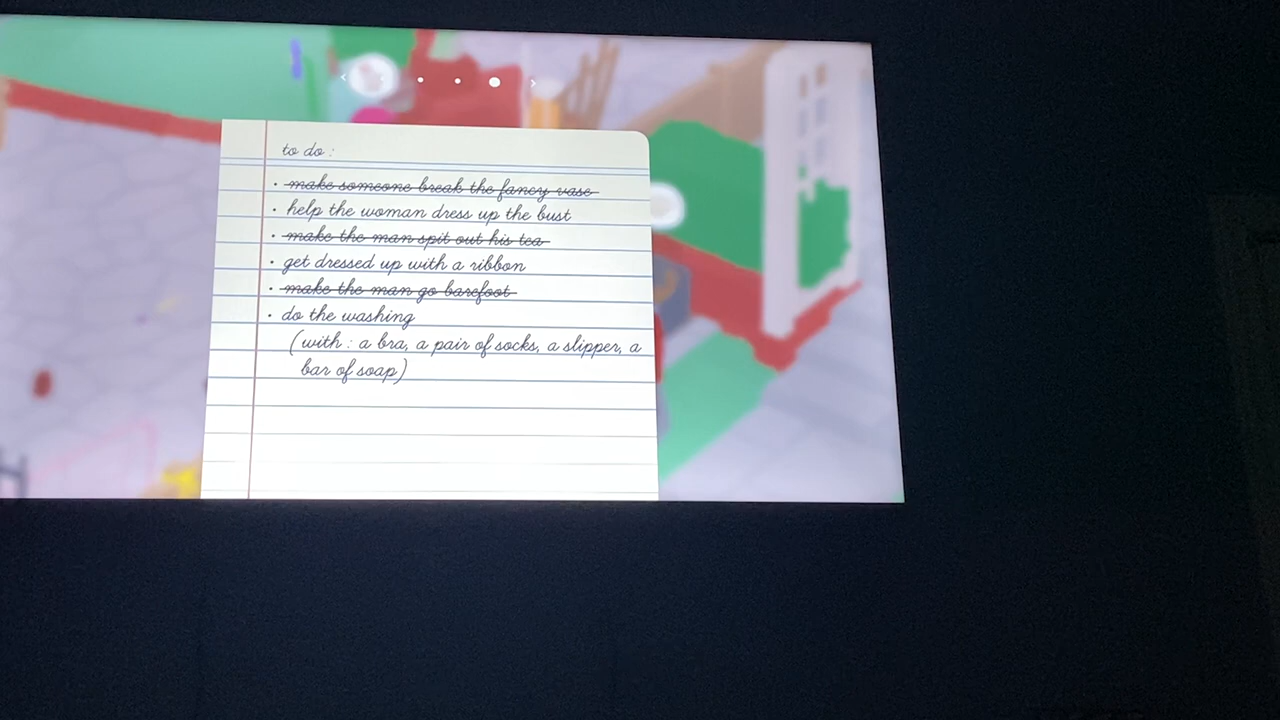 to do :
• make someone break the fancy vase
• help the woman dress up the bust
• make the man spit out his tea
• get dressed up with a ribbon
• make the man go barefoot
• do the washing
(with : a bra, a pair of socks, a slipper, a
bar of soap)